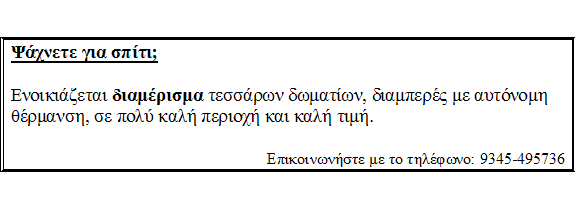 Ψάχνετε για σπίτι;
Ενοικιάζεται διαμέρισμα τεσσάρων δωματίων, διαμπερές με αυτόνομη
θέρμανση, σε πολύ καλή περιοχή και καλή τιμή.
Επικοινωνήστε με το τηλέφωνο: 9345-495736